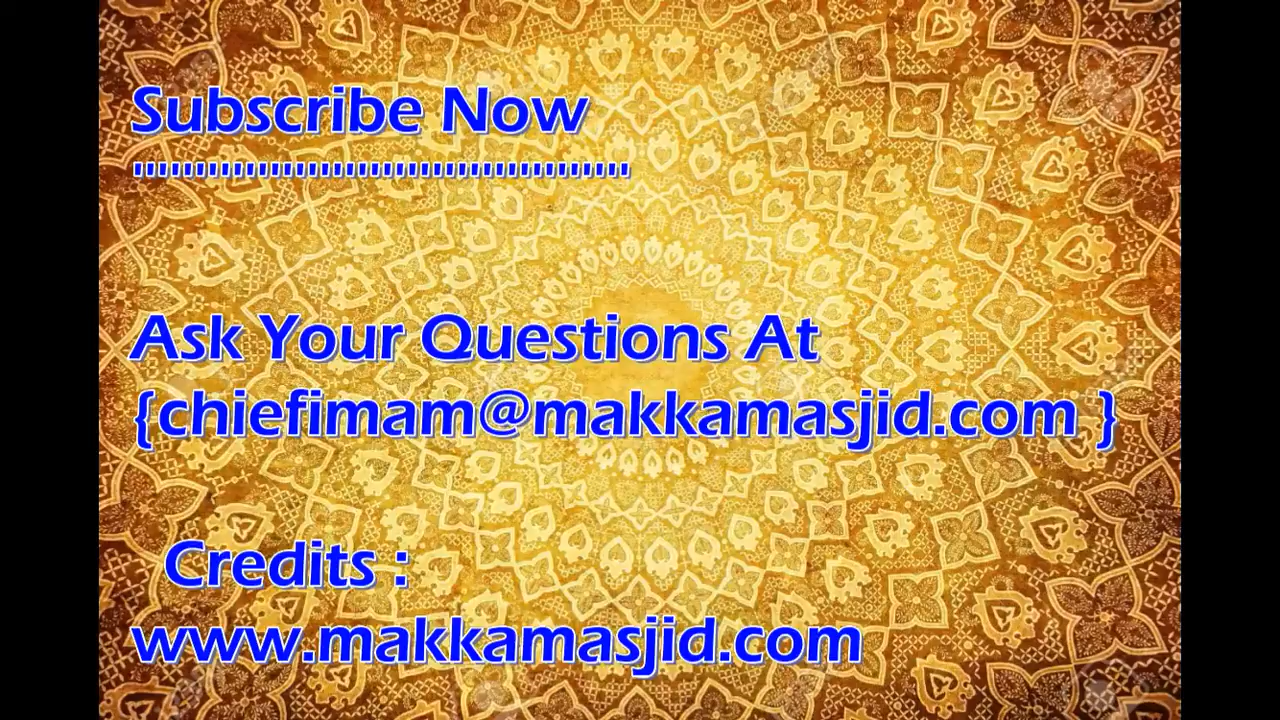 Subscribe Now
""""""""""""""""""""
Ask Your Questions At
{chiefimam@makkamasjid.com }
Credits :
www.makkamasjid.com